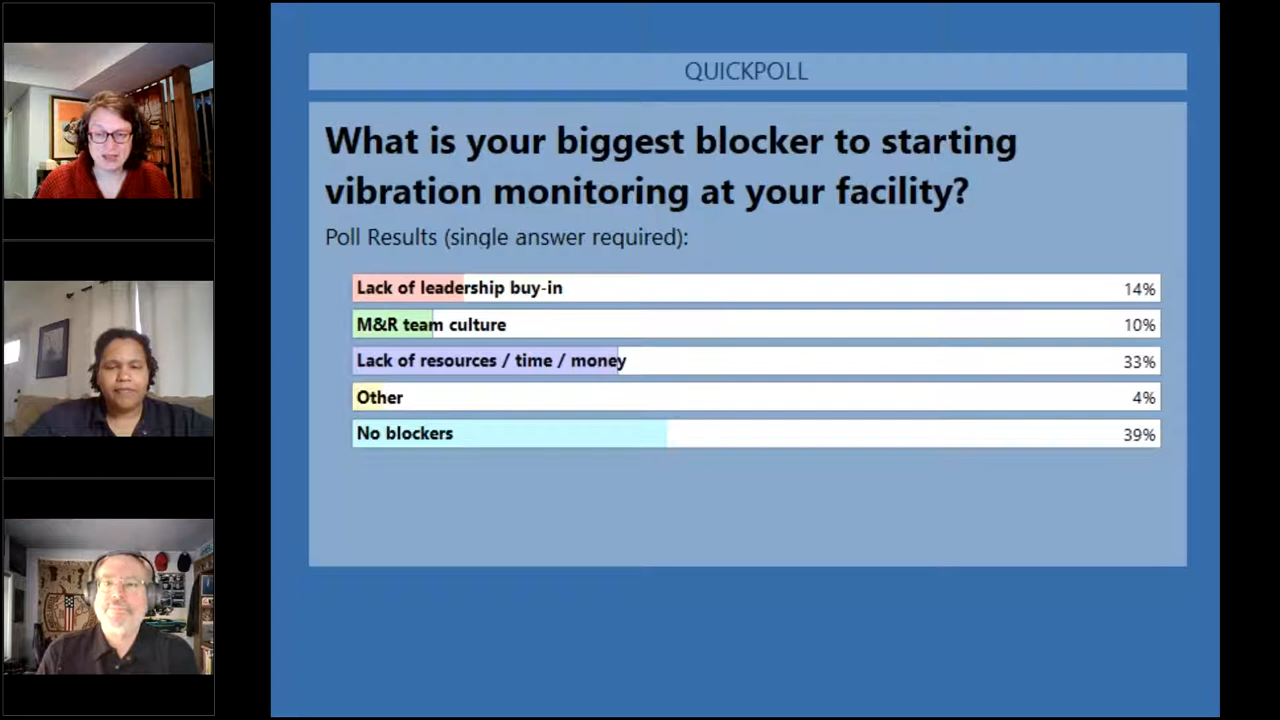 QUICKPOLL
What is your biggest blocker to starting
vibration monitoring at your facility?
Poll Results (single answer required):
Lack of leadership buy-in 14%
M&R team culture 10%
Lack of resources / time / money 33%
Other 4%
No blockers 39%